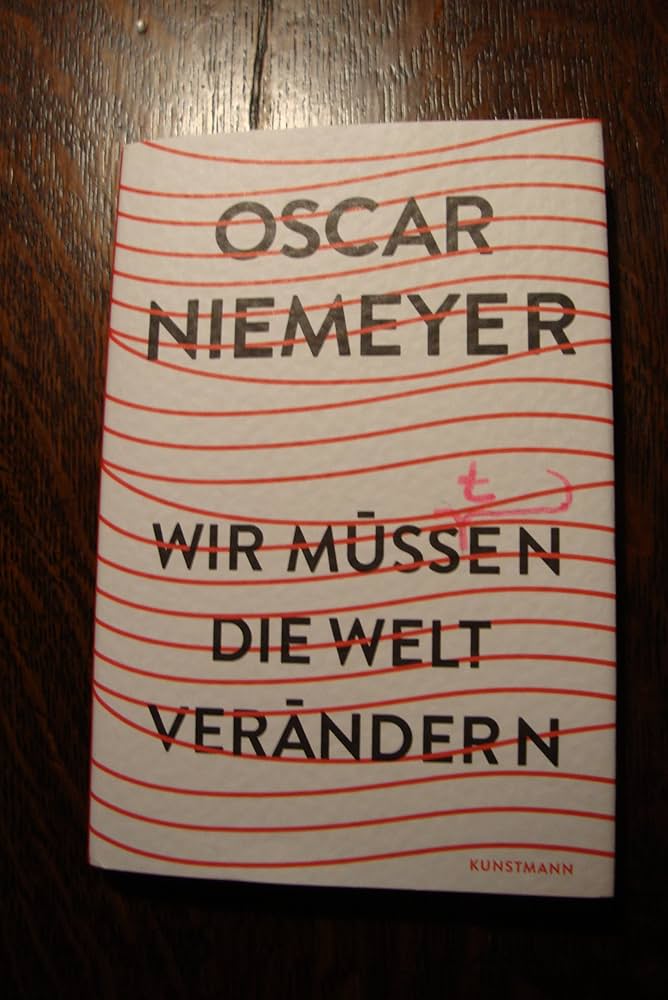 OSCAR
NIEMEYER
t
WIR MÜSSEN
DIE WELT
VERÄNDERN
KUNSTMANN